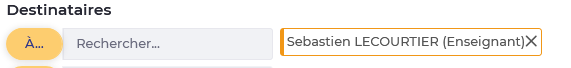 Destinataires
À... Rechercher... Sebastien LECOURTIER (Enseignant)